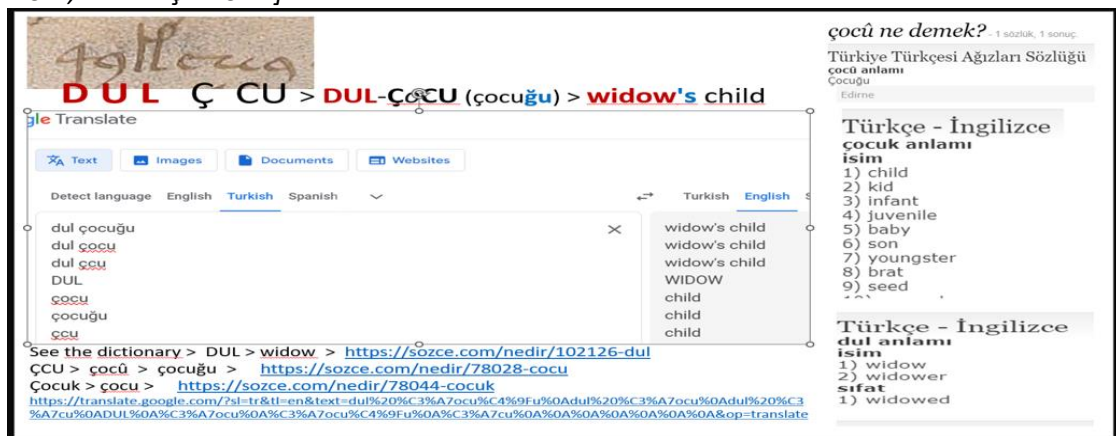 çocû ne demek? - 1 sözlük, 1 sonuç.
Türkiye Türkçesi Ağızları Sözlüğü
çocû anlamı
Çocuğu
Edirne
DUL Ç CU > DUL-ÇoCU (çocuğu) > widow's child
gle Translate
Text Images Documents Websites
Detect language English Turkish Spanish Turkish English
dul çocuğu
dul çocu
dul çcu
DUL
çocu
çocuğu
çcu
widow's child
widow's child
widow's child
WIDOW
child
child
child
Türkçe - İngilizce
çocuk anlamı
isim
1) child
2) kid
3) infant
4) juvenile
5) baby
6) son
7) youngster
8) brat
9) seed
Türkçe - İngilizce
dul anlamı
isim
1) widow
2) widower
sıfat
1) widowed
See the dictionary > DUL > widow > https://sozce.com/nedir/102126-dul
ÇCU > çocû > çocuğu > https://sozce.com/nedir/78028-cocu
Çocuk > çocu > https://sozce.com/nedir/78044-cocuk
https://translate.google.com/?sl=tr&tl=en&text=dul%20%C3%A7ocu%C4%9Fu%0Adul%20%C3%A7ocu%0Adul%20%C3
%A7cu%0ADUL%0A%C3%A7ocu%0A%C3%A7ocu%C4%9Fu%0A%C3%A7cu%0A%0A%0A%0A%0A%0A%0A&op=translate